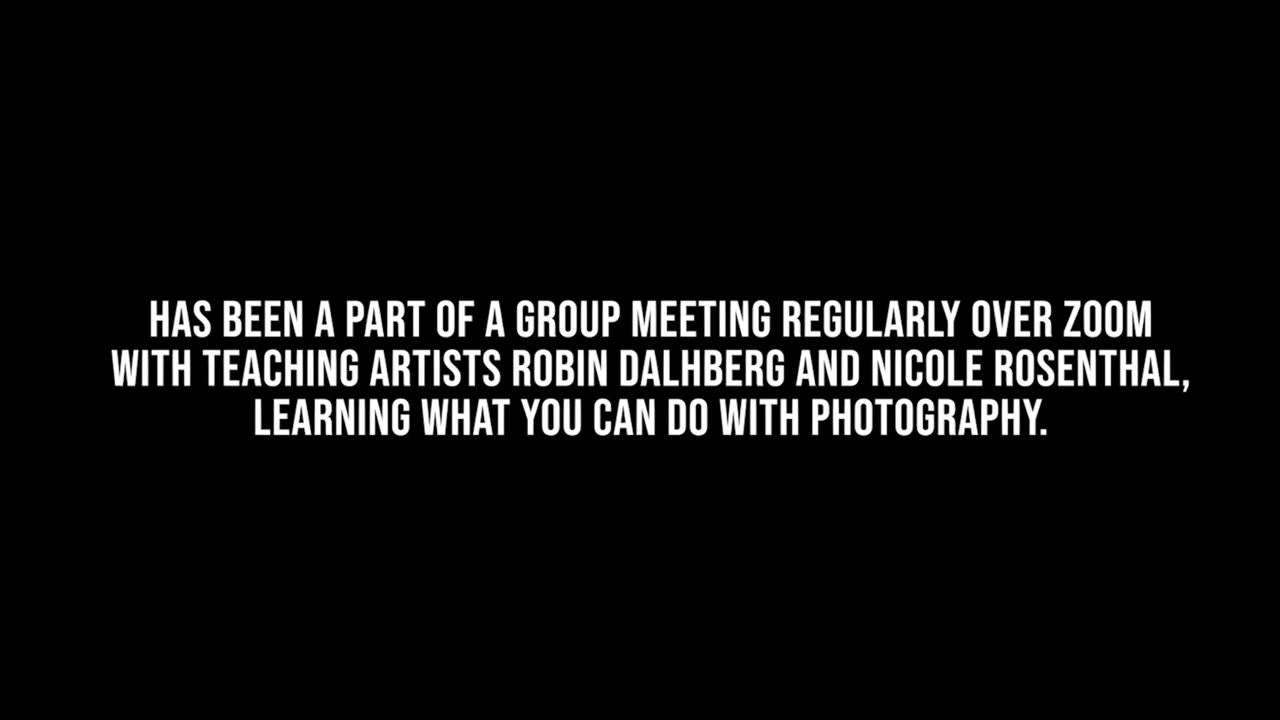 HAS BEEN A PART OF A GROUP MEETING REGULARLY OVER ZOOM
WITH TEACHING ARTISTS ROBIN DALHBERG AND NICOLE ROSENTHAL,
LEARNING WHAT YOU CAN DO WITH PHOTOGRAPHY.